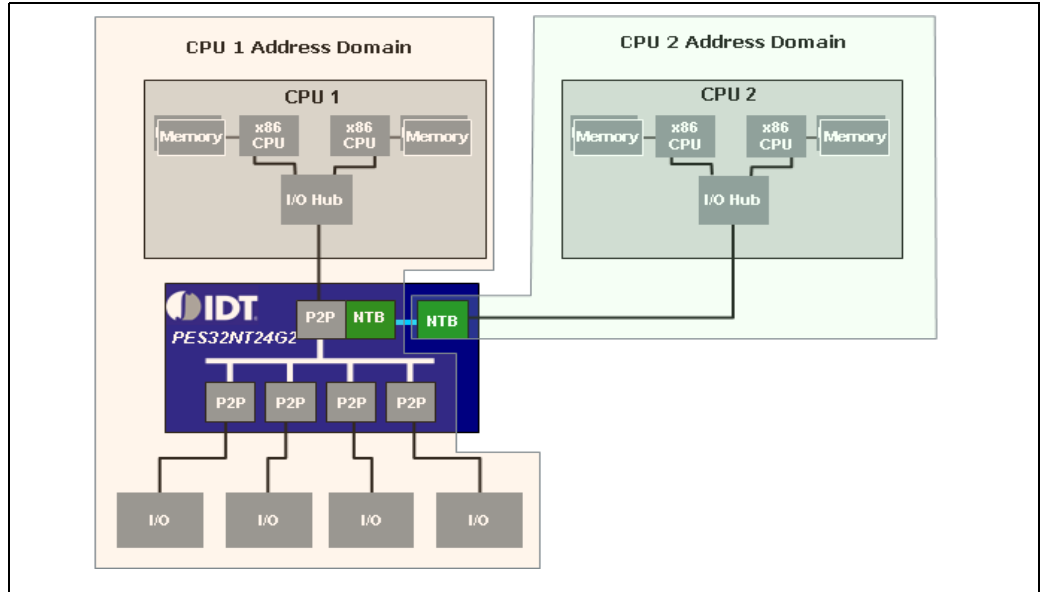 CPU 1 Address Domain
CPU 2 Address Domain
CPU 1
CPU 2
Memory
x86 CPU
x86 CPU
Memory
Memory
x86 CPU
x86 CPU
Memory
I/O Hub
I/O Hub
IDT
PES32NT24G2
P2P
NTB
NTB
P2P
P2P
P2P
P2P
I/O
I/O
I/O
I/O